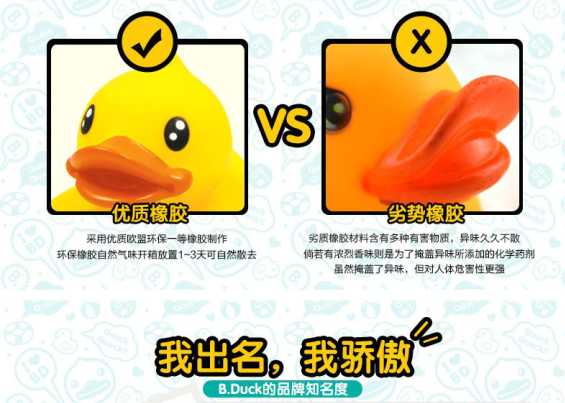 VS
优质橡胶
劣势橡胶
采用优质欧盟环保一等橡胶制作
环保橡胶自然气味开箱放置1-3天可自然散去
劣质橡胶材料含有多种有害物质，异味久久不散
倘若有浓烈香味则是为了掩盖异味所添加的化学药剂
虽然掩盖了异味，但对人体危害性更强
我出名，我骄傲
B.Duck的品牌知名度